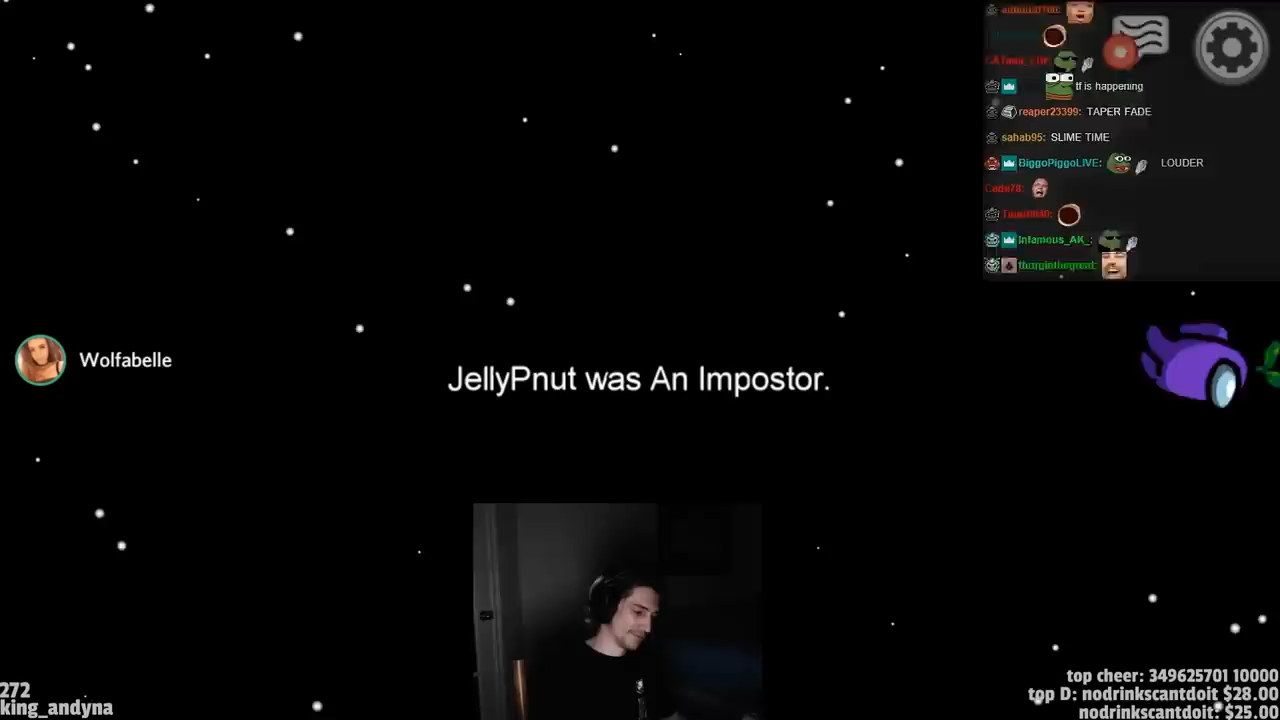 tf is happening
reaper23399: TAPER FADE
sahab95: SLIME TIME
BiggoPiggoLIVE: LOUDER
Code78:
Infamous_AK_:
Wolfabelle
JellyPnut was An Impostor.
272
king_andyna
top cheer: 349625701 10000
top D: nodrinkscantdoit $28.00
nodrinkscantdoit: $25.00